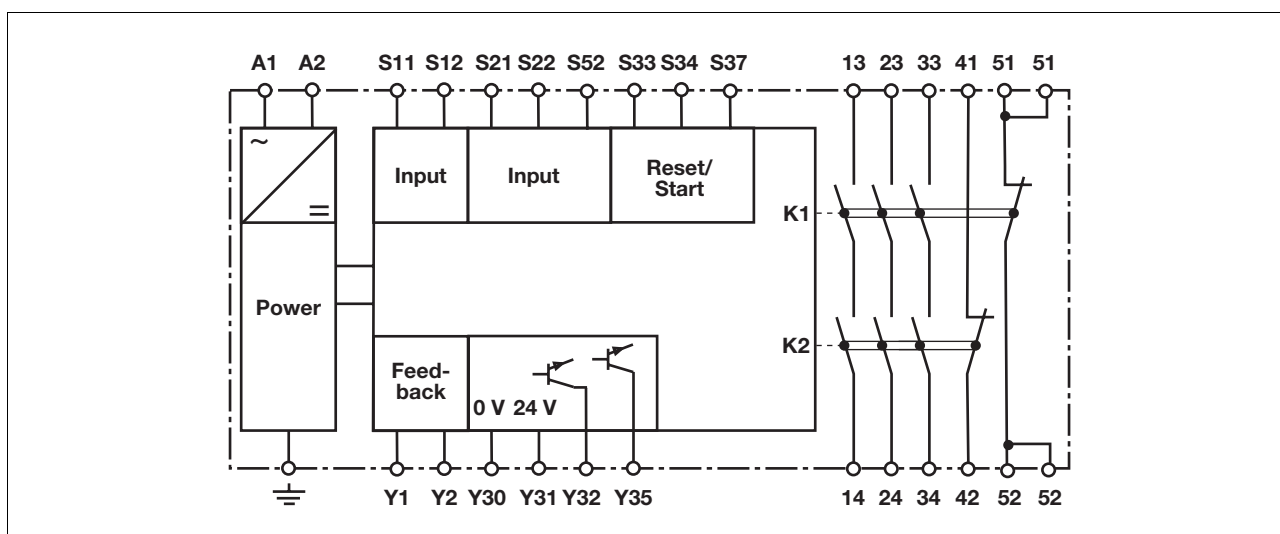 A1 A2 S11 S12 S21 S22 S52 S33 S34 S37 13 23 33 41 51 51
~
Input Input Reset/
Start
=
K1
Power
K2
Feed-
back
0 V 24 V
Y1 Y2 Y30 Y31 Y32 Y35 14 24 34 42 52 52